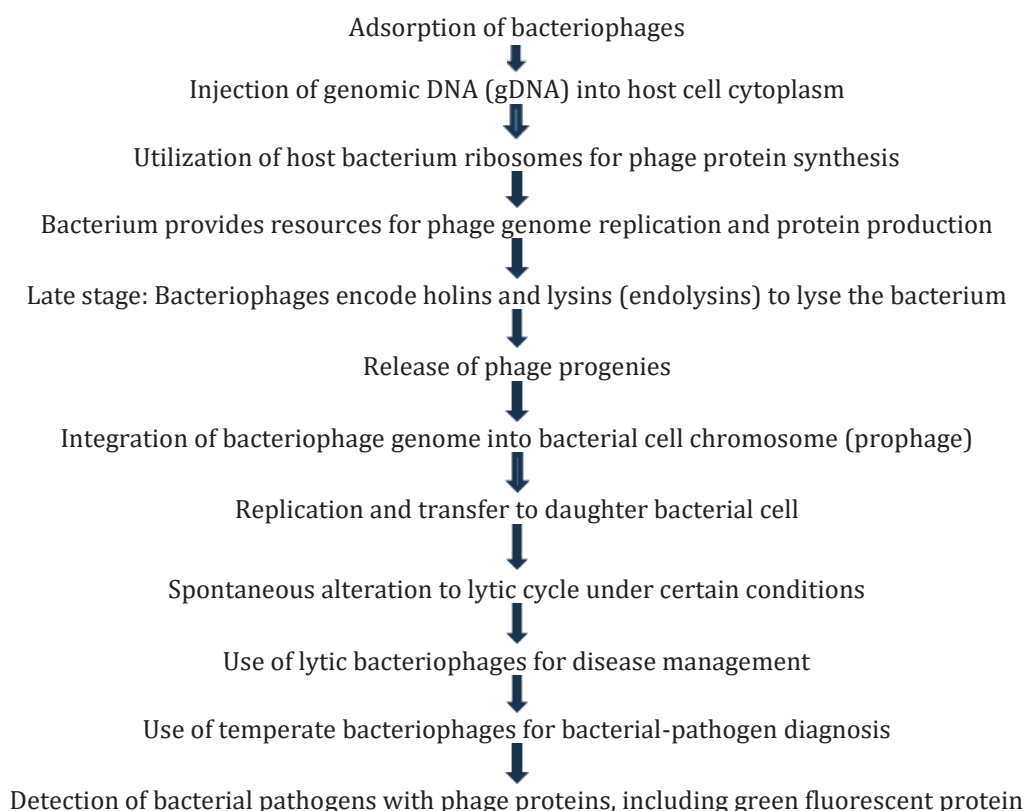 Adsorption of bacteriophages
Injection of genomic DNA (gDNA) into host cell cytoplasm
Utilization of host bacterium ribosomes for phage protein synthesis
Bacterium provides resources for phage genome replication and protein production
Late stage: Bacteriophages encode holins and lysins (endolysins) to lyse the bacterium
Release of phage progenies
Integration of bacteriophage genome into bacterial cell chromosome (prophage)
Replication and transfer to daughter bacterial cell
Spontaneous alteration to lytic cycle under certain conditions
Use of lytic bacteriophages for disease management
Use of temperate bacteriophages for bacterial-pathogen diagnosis
Detection of bacterial pathogens with phage proteins, including green fluorescent protein